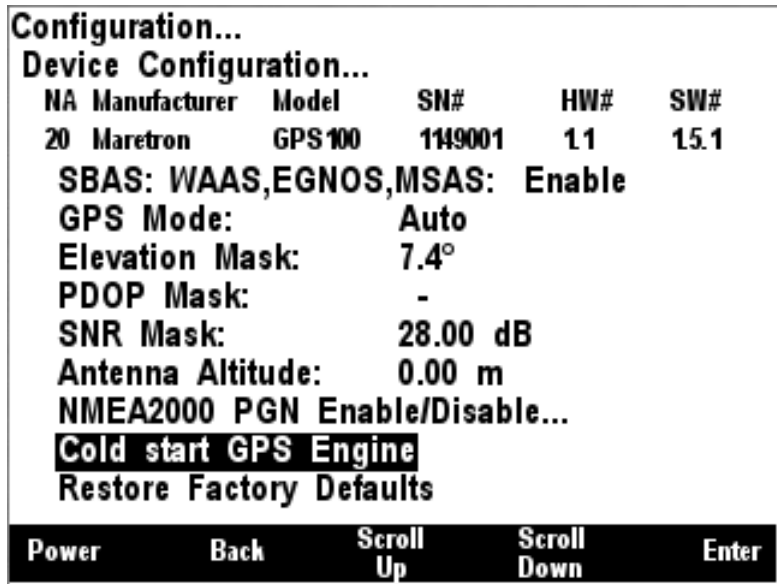 Configuration...
Device Configuration...
NA Manufacturer Model SN# HW# SW#
20 Maretron GPS100 1149001 1.1 1.5.1
SBAS: WAAS,EGNOS,MSAS: Enable
GPS Mode: Auto
Elevation Mask: 7.4°
PDOP Mask: -
SNR Mask: 28.00 dB
Antenna Altitude: 0.00 m
NMEA2000 PGN Enable/Disable...
Cold start GPS Engine
Restore Factory Defaults
Power Back Scroll Up Scroll Down Enter